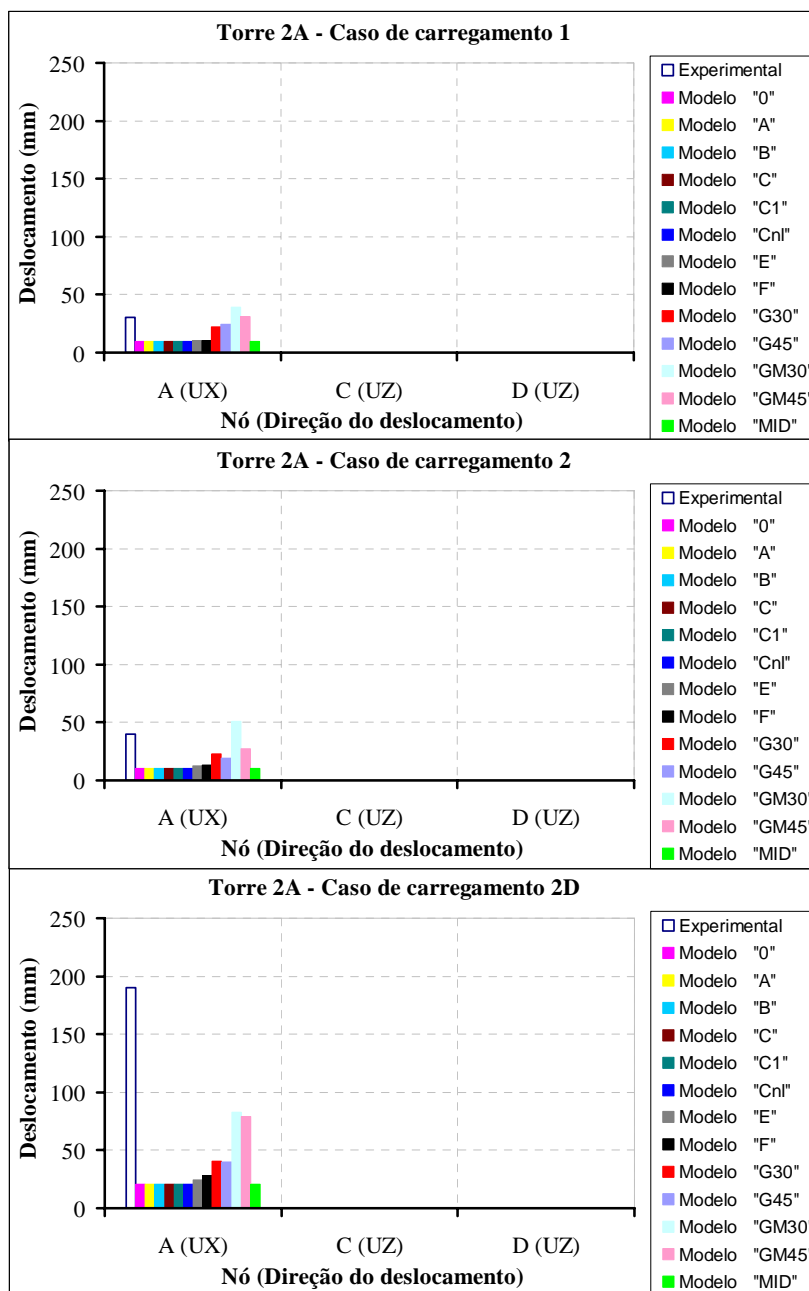 Torre 2A - Caso de carregamento 1
250
200
150
100
50
0
Deslocamento (mm)
A (UX) C (UZ) D (UZ)
Nó (Direção do deslocamento)
Experimental
Modelo "0"
Modelo "A"
Modelo "B"
Modelo "C"
Modelo "C1"
Modelo "Cnl"
Modelo "E"
Modelo "F"
Modelo "G30"
Modelo "G45"
Modelo "GM30"
Modelo "GM45"
Modelo "MID"
Torre 2A - Caso de carregamento 2
250
200
150
100
50
0
Deslocamento (mm)
A (UX) C (UZ) D (UZ)
Nó (Direção do deslocamento)
Experimental
Modelo "0"
Modelo "A"
Modelo "B"
Modelo "C"
Modelo "C1"
Modelo "Cnl"
Modelo "E"
Modelo "F"
Modelo "G30"
Modelo "G45"
Modelo "GM30"
Modelo "GM45"
Modelo "MID"
Torre 2A - Caso de carregamento 2D
250
200
150
100
50
0
Deslocamento (mm)
A (UX) C (UZ) D (UZ)
Nó (Direção do deslocamento)
Experimental
Modelo "0"
Modelo "A"
Modelo "B"
Modelo "C"
Modelo "C1"
Modelo "Cnl"
Modelo "E"
Modelo "F"
Modelo "G30"
Modelo "G45"
Modelo "GM30"
Modelo "GM45"
Modelo "MID"